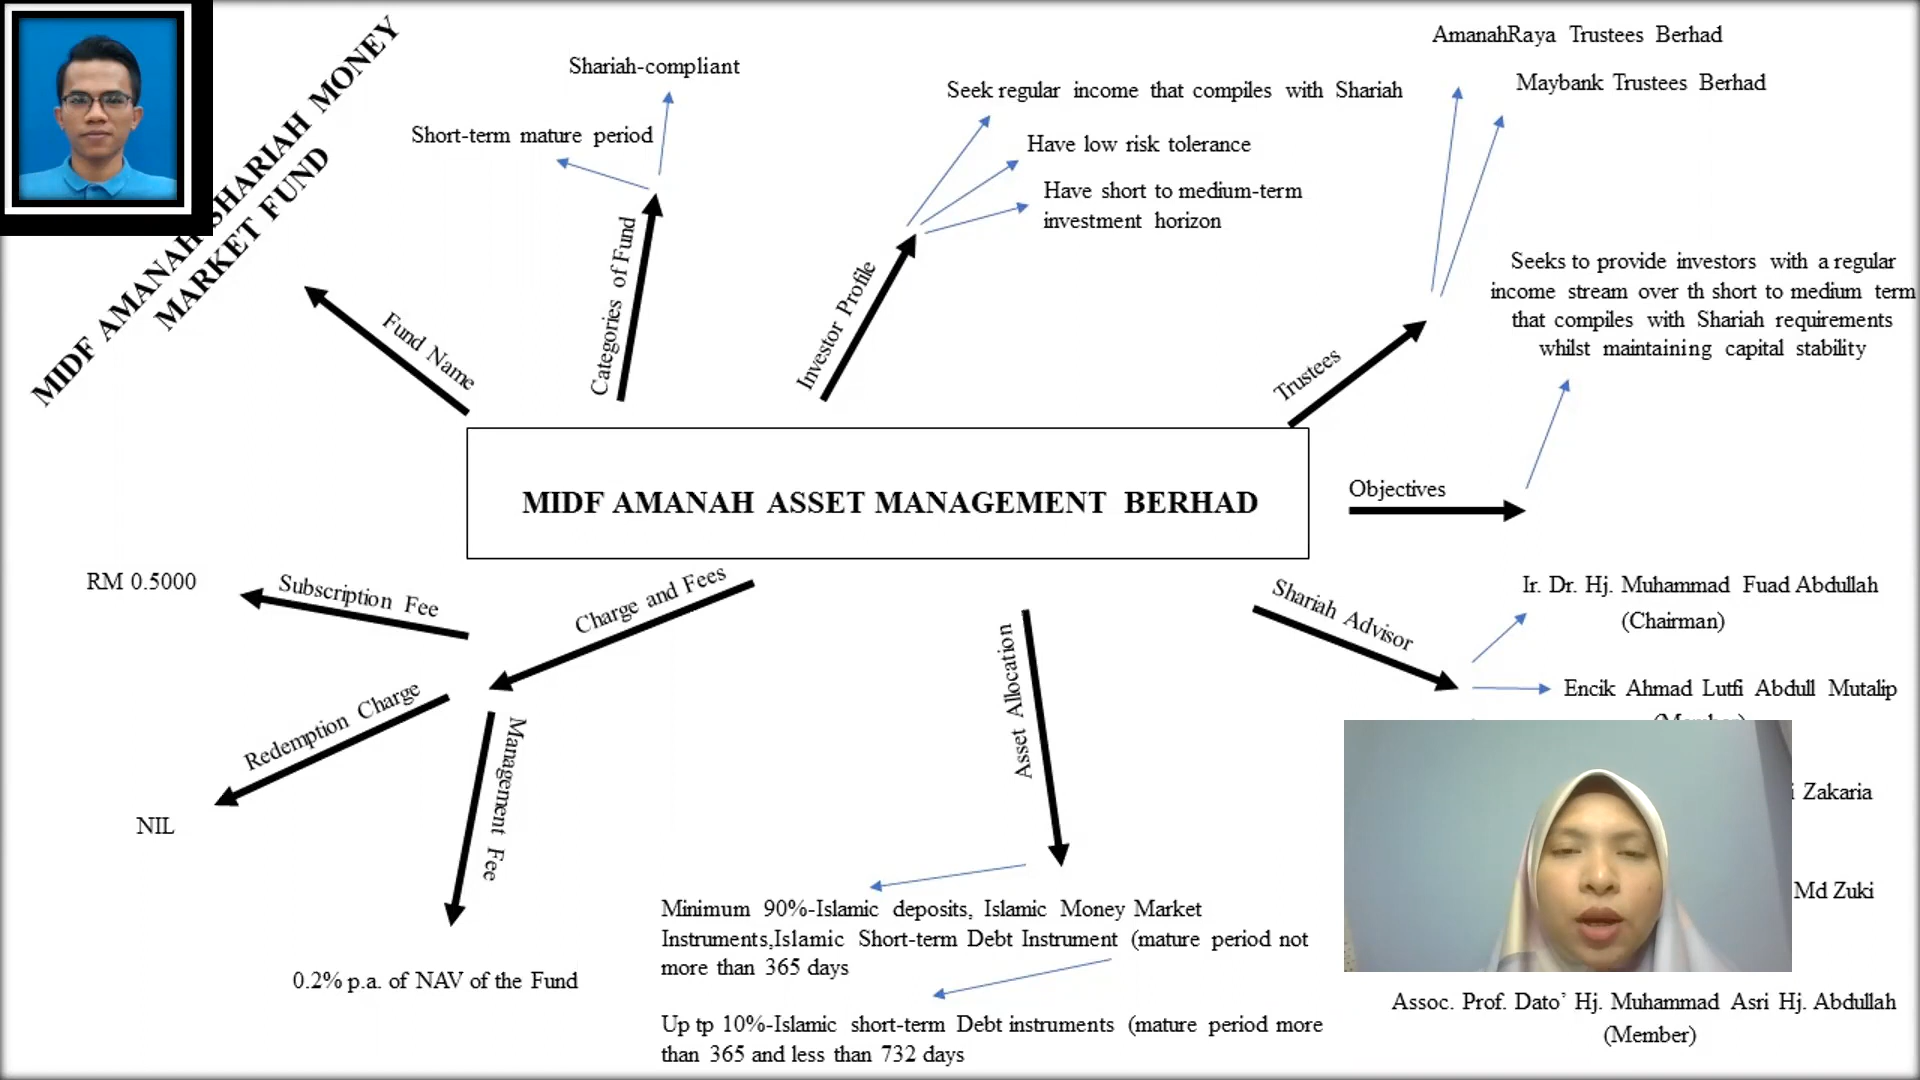 MIDF AMANAH SHARIAH MONEY
MARKET FUND
Fund Name
Shariah-compliant
Short-term mature period
Categories of Fund
Seek regular income that compiles with Shariah
Have low risk tolerance
Have short to medium-term
investment horizon
Investor Profile
AmanahRaya Trustees Berhad
Maybank Trustees Berhad
Trustees
Seeks to provide investors with a regular
income stream over th short to medium term
that compiles with Shariah requirements
whilst maintaining capital stability
Objectives
MIDF AMANAH ASSET MANAGEMENT BERHAD
RM 0.5000
Subscription Fee
Charge and Fees
Redemption Charge
NIL
Management Fee
0.2% p.a. of NAV of the Fund
Asset Allocation
Minimum 90%-Islamic deposits, Islamic Money Market
Instruments,Islamic Short-term Debt Instrument (mature period not
more than 365 days
Up tp 10%-Islamic short-term Debt instruments (mature period more
than 365 and less than 732 days
Shariah Advisor
Ir. Dr. Hj. Muhammad Fuad Abdullah
(Chairman)
Encik Ahmad Lutfi Abdull Mutalip
(Member)
Zakaria
Md Zuki
Assoc. Prof. Dato’ Hj. Muhammad Asri Hj. Abdullah
(Member)